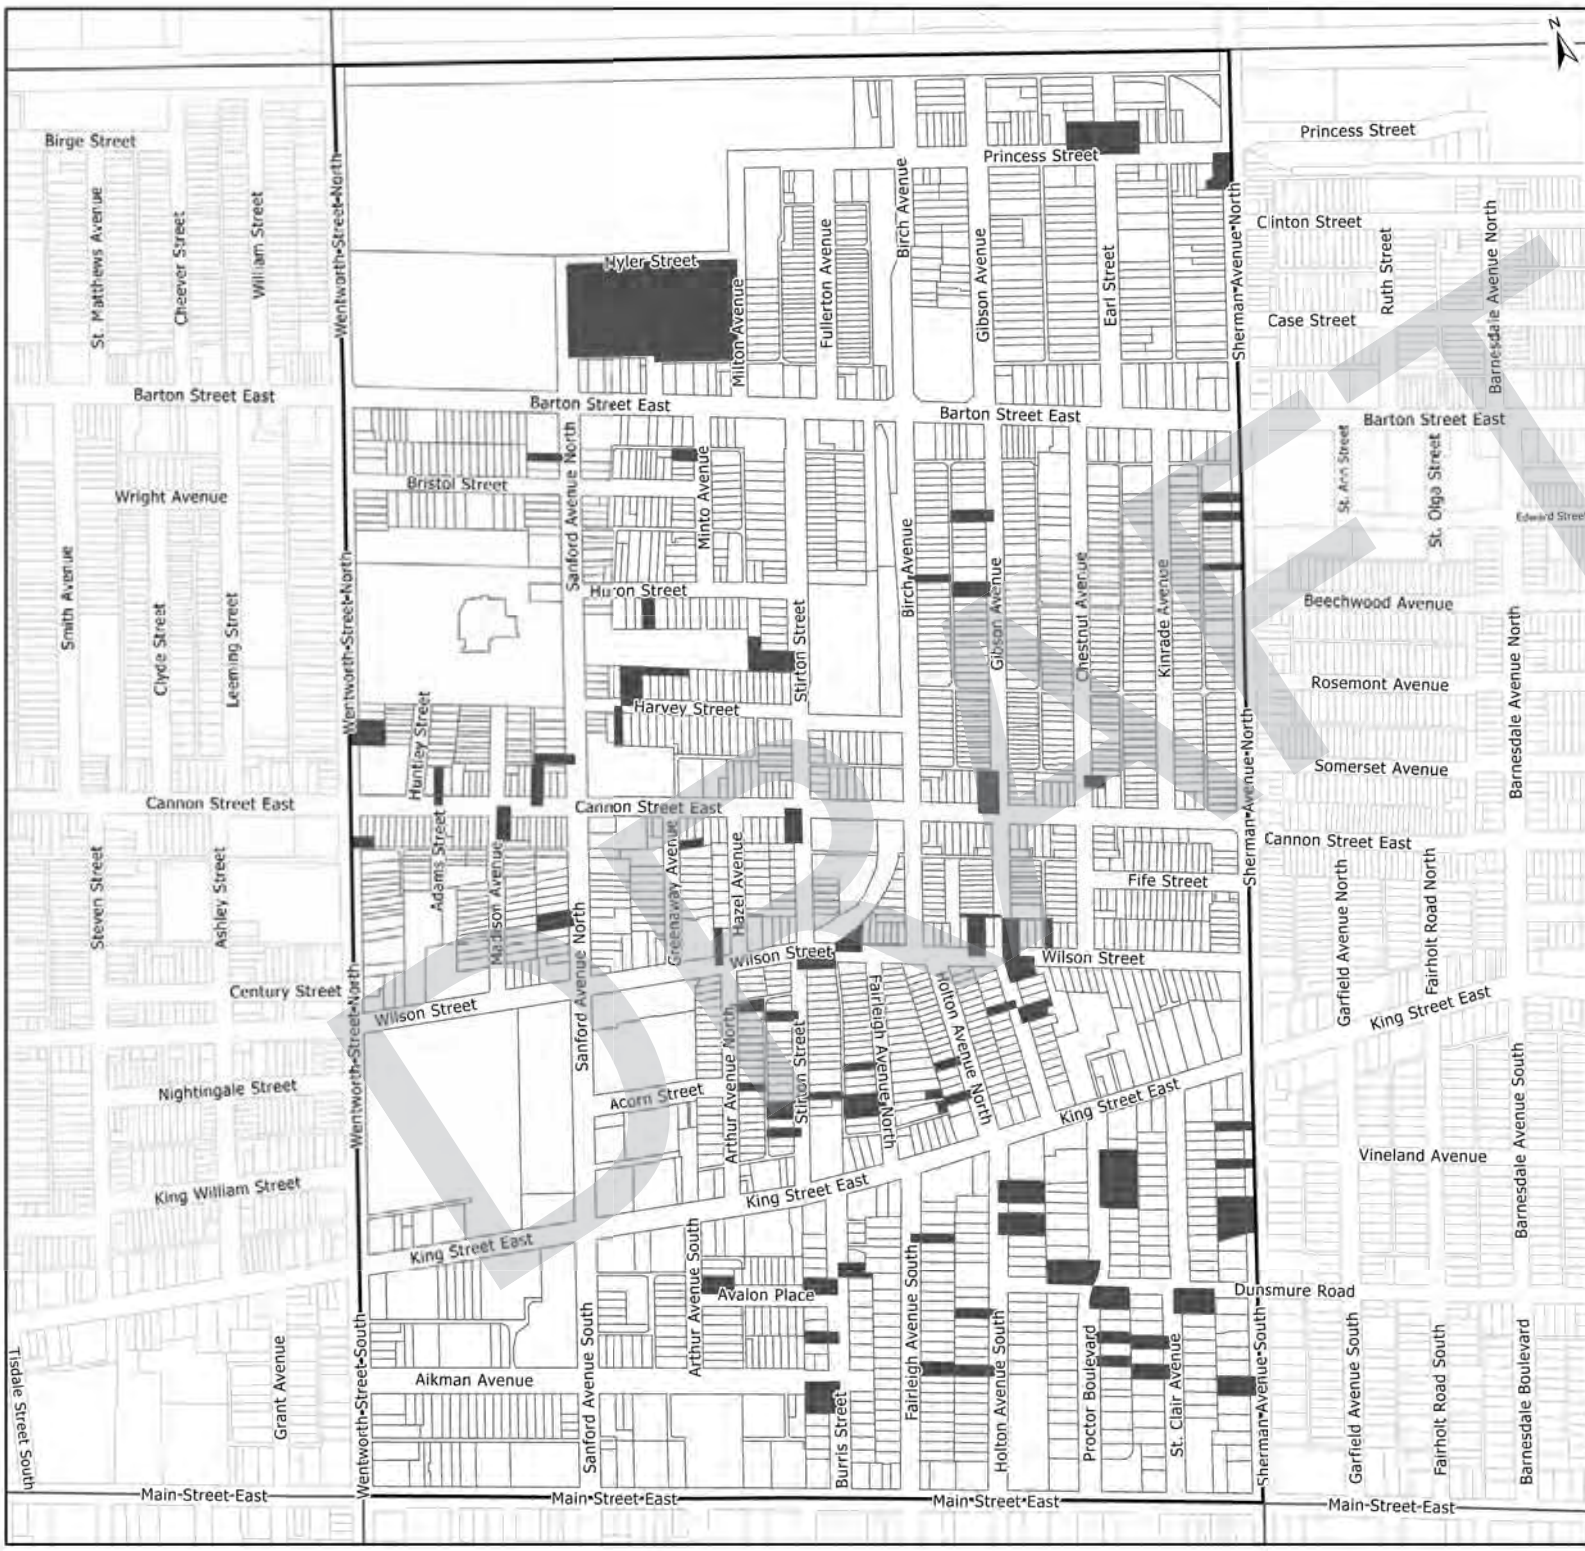 N
Birge Street
Princess Street
Princess Street
St. Matthews Avenue
Cheever Street
William Street
Wentworth Street North
Birch Avenue
Sherman Avenue North
Clinton Street
Ruth Street
Barnesdale Avenue North
Myler Street
Milton Avenue
Fullerton Avenue
Gibson Avenue
Earl Street
Case Street
Barton Street East
Barton Street East
Barton Street East
Barton Street East
Sanford Avenue North
Minto Avenue
St. Ann Street
St. Olga Street
Wright Avenue
Bristol Street
Edward Street
Smith Avenue
Clyde Street
Leeming Street
Wentworth Street North
Huron Street
Stirton Street
Birch Avenue
Gibson Avenue
Chestnut Avenue
Kinrade Avenue
Beechwood Avenue
Barnesdale Avenue North
Rosemont Avenue
Huntley Street
Harvey Street
Sherman Avenue North
Somerset Avenue
Cannon Street East
Cannon Street East
Cannon Street East
Steven Street
Ashley Street
Adams Street
Madison Avenue
Greenaway Avenue
Hazel Avenue
Fife Street
Garfield Avenue North
Fairholt Road North
Century Street
Wentworth Street North
Wilson Street
Sanford Avenue North
Wilson Street
Wilson Street
Fairleigh Avenue North
Holton Avenue North
King Street East
Nightingale Street
Acorn Street
Arthur Avenue North
Stirton Street
King Street East
Barnesdale Avenue South
King William Street
King Street East
King Street East
Vineland Avenue
Arthur Avenue South
Avalon Place
Fairleigh Avenue South
Dunsmure Road
Tisdale Street South
Grant Avenue
Wentworth Street South
Aikman Avenue
Sanford Avenue South
Burris Street
Holton Avenue South
Proctor Boulevard
St. Clair Avenue
Sherman Avenue South
Garfield Avenue South
Fairholt Road South
Barnesdale Boulevard
Main Street East
Main Street East
Main Street East
Main Street East
DRAFT